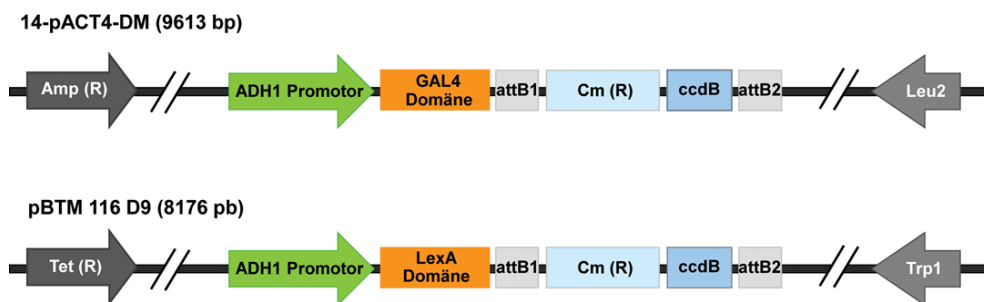 14-pACT4-DM (9613 bp)
Amp (R)
ADH1 Promotor
GAL4
Domäne
attB1
Cm (R)
ccdB
attB2
Leu2
pBTM 116 D9 (8176 pb)
Tet (R)
ADH1 Promotor
LexA
Domäne
attB1
Cm (R)
ccdB
attB2
Trp1